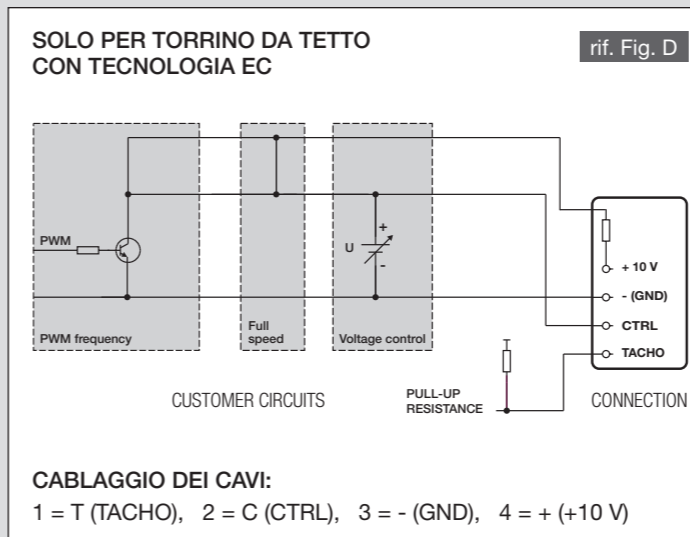 SOLO PER TORRINO DA TETTO
CON TECNOLOGIA EC
rif. Fig. D
PWM
U
+
-
PWM frequency
Full
speed
Voltage control
+ 10 V
- (GND)
CTRL
TACHO
PULL-UP
RESISTANCE
CUSTOMER CIRCUITS
CONNECTION
CABLAGGIO DEI CAVI:
1 = T (TACHO), 2 = C (CTRL), 3 = - (GND), 4 = + (+10 V)